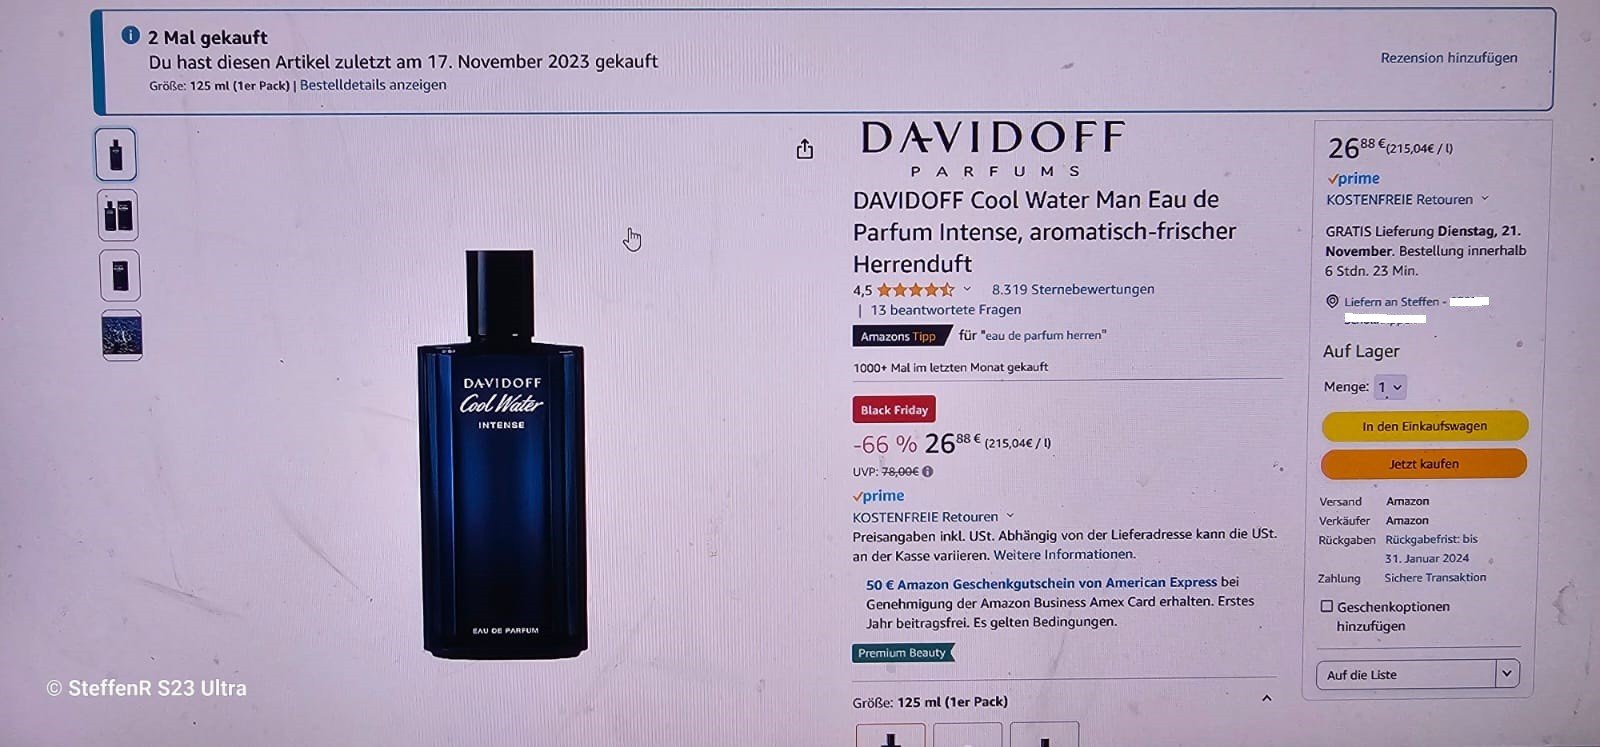 2 Mal gekauft
Du hast diesen Artikel zuletzt am 17. November 2023 gekauft
Größe: 125 ml (1er Pack) | Bestelldetails anzeigen
Rezension hinzufügen
DAVIDOFF
PARFUMS
DAVIDOFF Cool Water Man Eau de
Parfum Intense, aromatisch-frischer
Herrenduft
4,5 8.319 Sternebewertungen
| 13 beantwortete Fragen
Amazons Tipp für "eau de parfum herren"
1000+ Mal im letzten Monat gekauft
Black Friday
-66 % 26 88 € (215,04€ / l)
UVP: 78,00€
prime
KOSTENFREIE Retouren
Preisangaben inkl. USt. Abhängig von der Lieferadresse kann die USt.
an der Kasse variieren. Weitere Informationen.
50 € Amazon Geschenkgutschein von American Express bei
Genehmigung der Amazon Business Amex Card erhalten. Erstes
Jahr beitragsfrei. Es gelten Bedingungen.
Premium Beauty
Größe: 125 ml (1er Pack)
DAVIDOFF
Cool Water
INTENSE
EAU DE PARFUM
26 88 € (215,04€ / l)
prime
KOSTENFREIE Retouren
GRATIS Lieferung Dienstag, 21.
November. Bestellung innerhalb
6 Stdn. 23 Min.
Liefern an Steffen -
Auf Lager
Menge: 1
In den Einkaufswagen
Jetzt kaufen
Versand Amazon
Verkäufer Amazon
Rückgaben Rückgabefrist: bis
31. Januar 2024
Zahlung Sichere Transaktion
Geschenkoptionen
hinzufügen
Auf die Liste
© SteffenR S23 Ultra